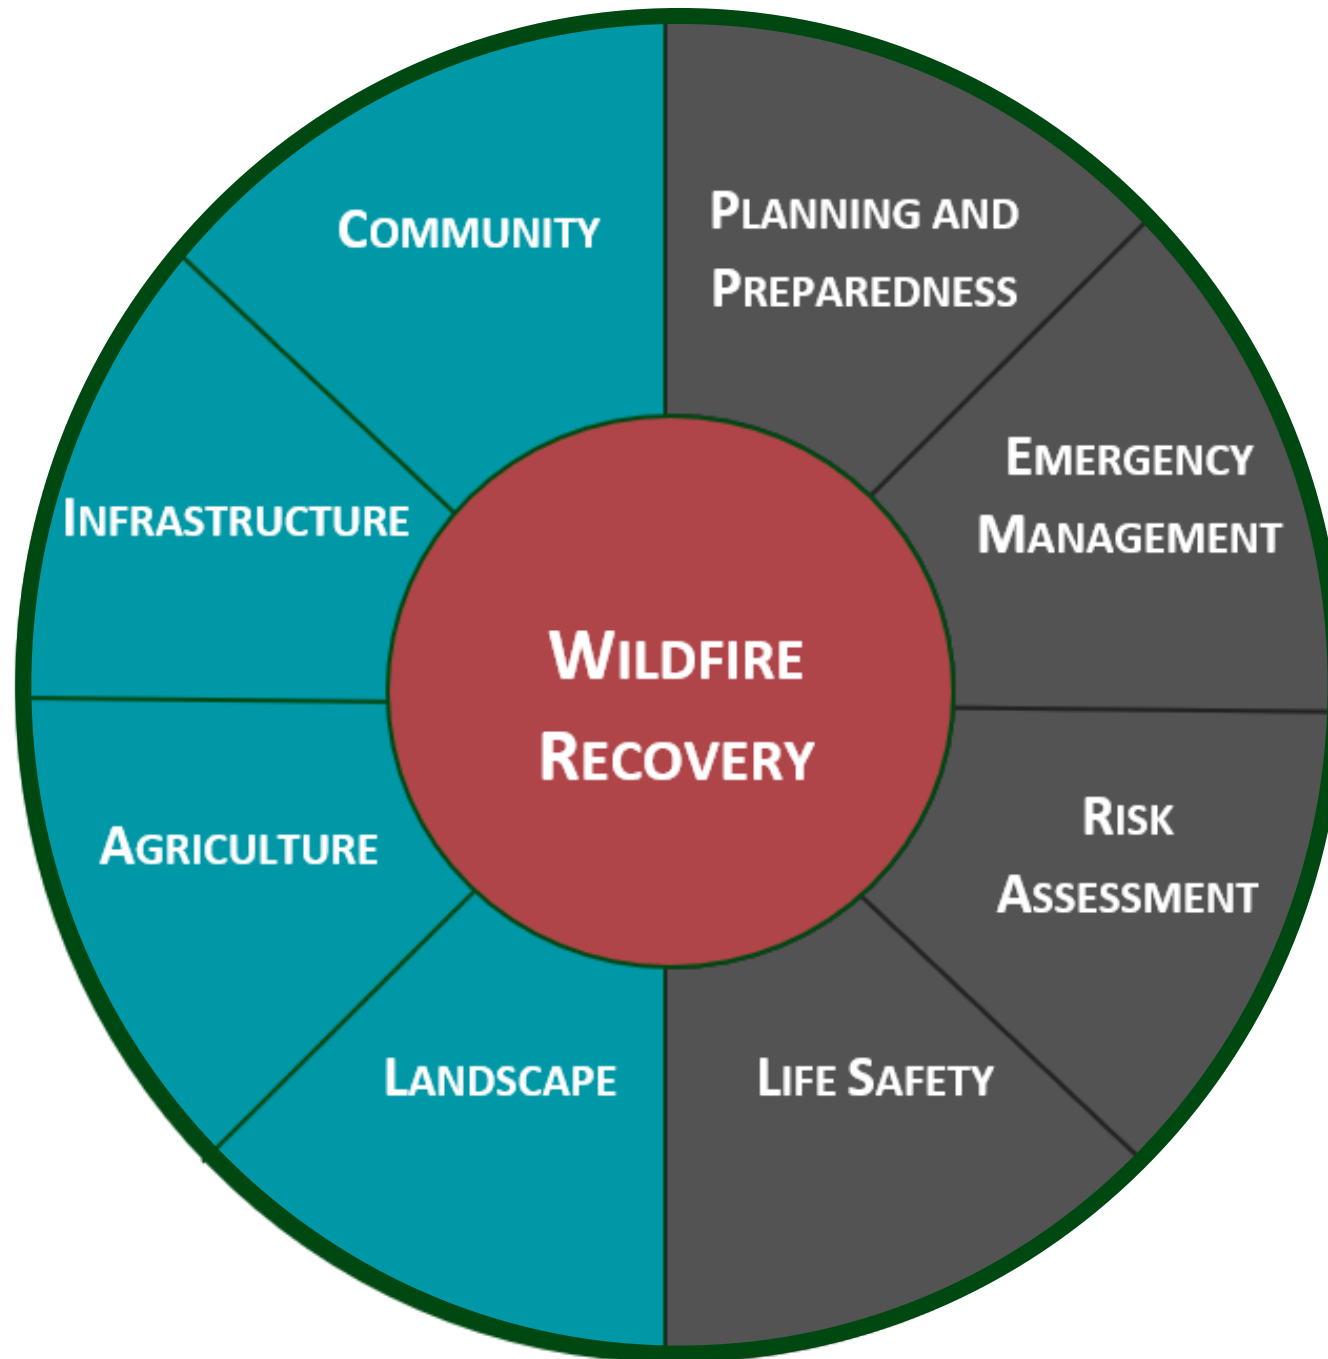 Community
Planning and
Preparedness
Emergency
Management
Infrastructure
Wildfire
Recovery
Risk
Assessment
Agriculture
Landscape
Life Safety